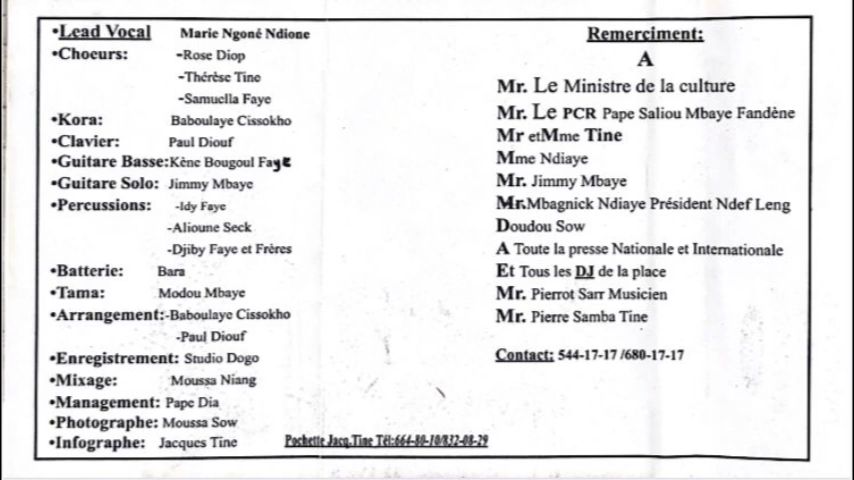 •Lead Vocal Marie Ngoné Ndione
•Choeurs: -Rose Diop
-Thérèse Tine
-Samuella Faye
•Kora: Baboulaye Cissokho
•Clavier: Paul Diouf
•Guitare Basse:Kène Bougoul Faye
•Guitare Solo: Jimmy Mbaye
•Percussions: -Idy Faye
-Alioune Seck
-Djiby Faye et Frères
•Batterie: Bara
•Tama: Modou Mbaye
•Arrangement:-Baboulaye Cissokho
-Paul Diouf
•Enregistrement: Studio Dogo
•Mixage: Moussa Niang
•Management: Pape Dia
•Photographe: Moussa Sow
•Infographe: Jacques Tine
Pochette Jacq.Tine Tél:664-80-10/832-08-29
Remerciment:
A
Mr. Le Ministre de la culture
Mr. Le PCR Pape Saliou Mbaye Fandène
Mr etMme Tine
Mme Ndiaye
Mr. Jimmy Mbaye
Mr.Mbagnick Ndiaye Président Ndef Leng
Doudou Sow
A Toute la presse Nationale et Internationale
Et Tous les DJ de la place
Mr. Pierrot Sarr Musicien
Mr. Pierre Samba Tine
Contact: 544-17-17 /680-17-17